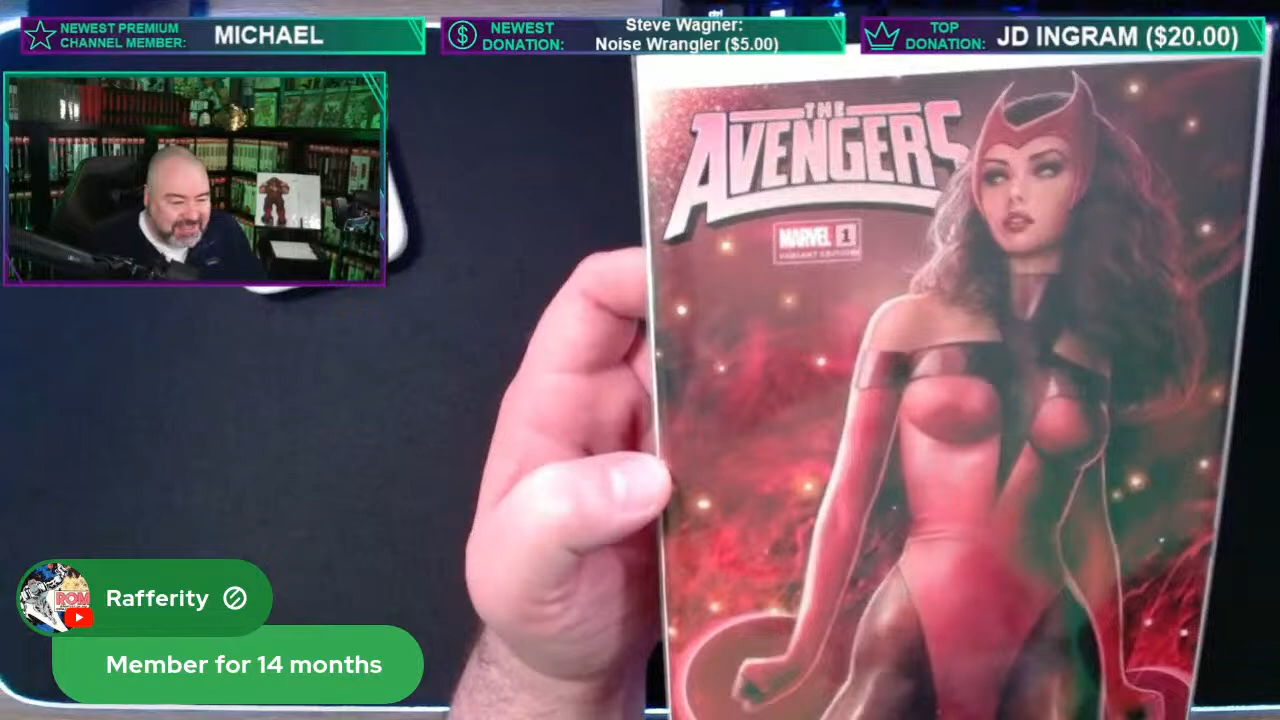 NEWEST PREMIUM
CHANNEL MEMBER:
MICHAEL
NEWEST
DONATION:
Steve Wagner:
Noise Wrangler ($5.00)
TOP
DONATION:
JD INGRAM ($20.00)
THE
AVENGERS
MARVEL 1
VARIANT EDITION
ROM
Rafferity
Member for 14 months